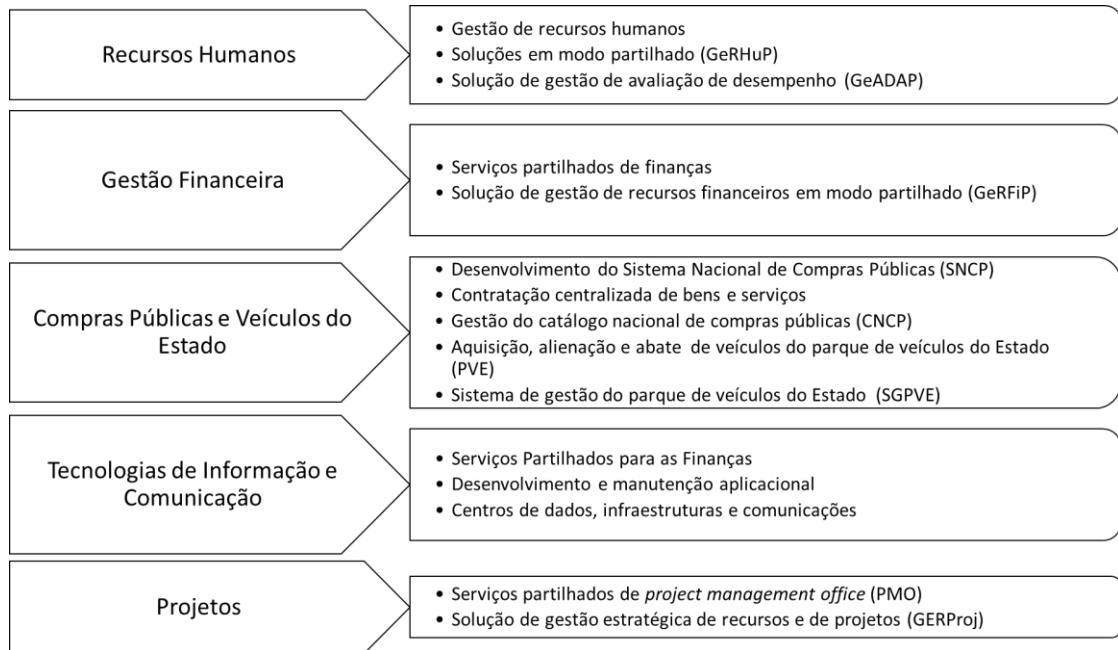 Recursos Humanos
• Gestão de recursos humanos
• Soluções em modo partilhado (GeRHuP)
• Solução de gestão de avaliação de desempenho (GeADAP)
Gestão Financeira
• Serviços partilhados de finanças
• Solução de gestão de recursos financeiros em modo partilhado (GeRFiP)
Compras Públicas e Veículos do
Estado
• Desenvolvimento do Sistema Nacional de Compras Públicas (SNCP)
• Contratação centralizada de bens e serviços
• Gestão do catálogo nacional de compras públicas (CNCP)
• Aquisição, alienação e abate de veículos do parque de veículos do Estado
(PVE)
• Sistema de gestão do parque de veículos do Estado (SGPVE)
Tecnologias de Informação e
Comunicação
• Serviços Partilhados para as Finanças
• Desenvolvimento e manutenção aplicacional
• Centros de dados, infraestruturas e comunicações
Projetos
• Serviços partilhados de project management office (PMO)
• Solução de gestão estratégica de recursos e de projetos (GERProj)